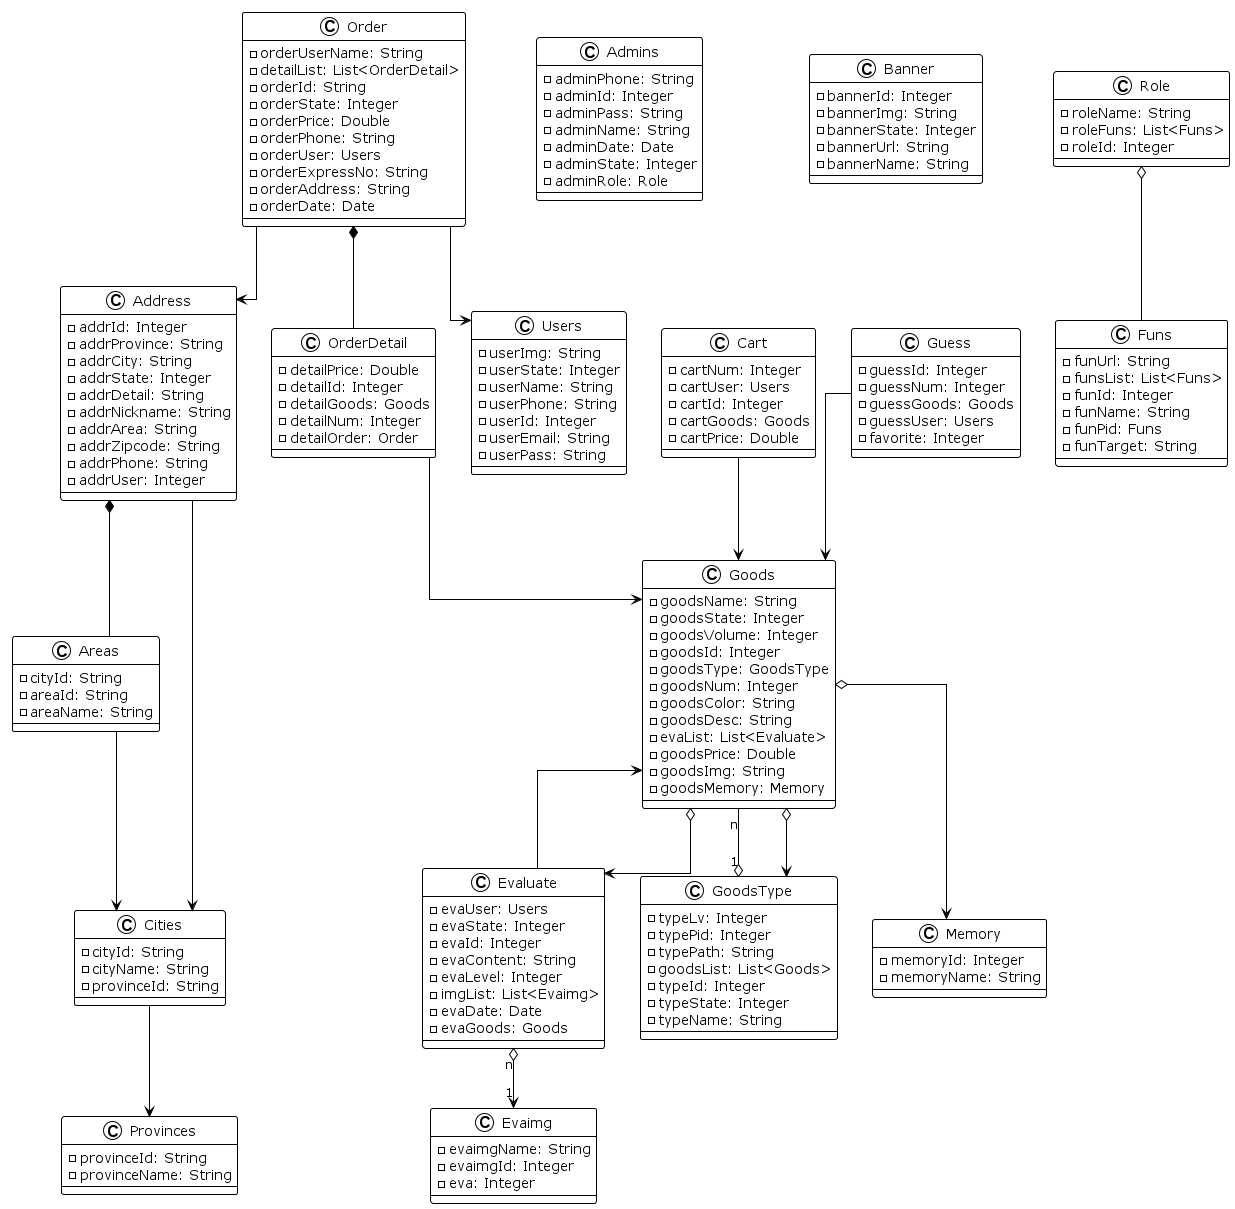 C Order
orderUserName: String
detailList: List<OrderDetail>
orderId: String
orderState: Integer
orderPrice: Double
orderPhone: String
orderUser: Users
orderExpressNo: String
orderAddress: String
orderDate: Date
C Admins
adminPhone: String
adminId: Integer
adminPass: String
adminName: String
adminDate: Date
adminState: Integer
adminRole: Role
C Banner
bannerId: Integer
bannerImg: String
bannerState: Integer
bannerUrl: String
bannerName: String
C Role
roleName: String
roleFuns: List<Funs>
roleId: Integer
C Address
addrId: Integer
addrProvince: String
addrCity: String
addrState: Integer
addrDetail: String
addrNickname: String
addrArea: String
addrZipcode: String
addrPhone: String
addrUser: Integer
C OrderDetail
detailPrice: Double
detailId: Integer
detailGoods: Goods
detailNum: Integer
detailOrder: Order
C Users
userImg: String
userState: Integer
userName: String
userPhone: String
userId: Integer
userEmail: String
userPass: String
C Cart
cartNum: Integer
cartUser: Users
cartId: Integer
cartGoods: Goods
cartPrice: Double
C Guess
guessId: Integer
guessNum: Integer
guessGoods: Goods
guessUser: Users
favorite: Integer
C Funs
funUrl: String
funsList: List<Funs>
funId: Integer
funName: String
funPid: Funs
funTarget: String
C Goods
goodsName: String
goodsState: Integer
goodsVolume: Integer
goodsId: Integer
goodsType: GoodsType
goodsNum: Integer
goodsColor: String
goodsDesc: String
evaList: List<Evaluate>
goodsPrice: Double
goodsImg: String
goodsMemory: Memory
C Areas
cityId: String
areaId: String
areaName: String
n
1
C Evaluate
evaUser: Users
evaState: Integer
evaId: Integer
evaContent: String
evaLevel: Integer
imgList: List<Evaimg>
evaDate: Date
evaGoods: Goods
C GoodsType
typeLv: Integer
typePid: Integer
typePath: String
goodsList: List<Goods>
typeId: Integer
typeState: Integer
typeName: String
C Memory
memoryId: Integer
memoryName: String
C Cities
cityId: String
cityName: String
provinceId: String
n
1
C Provinces
provinceId: String
provinceName: String
C Evaimg
evaimgName: String
evaimgId: Integer
eva: Integer